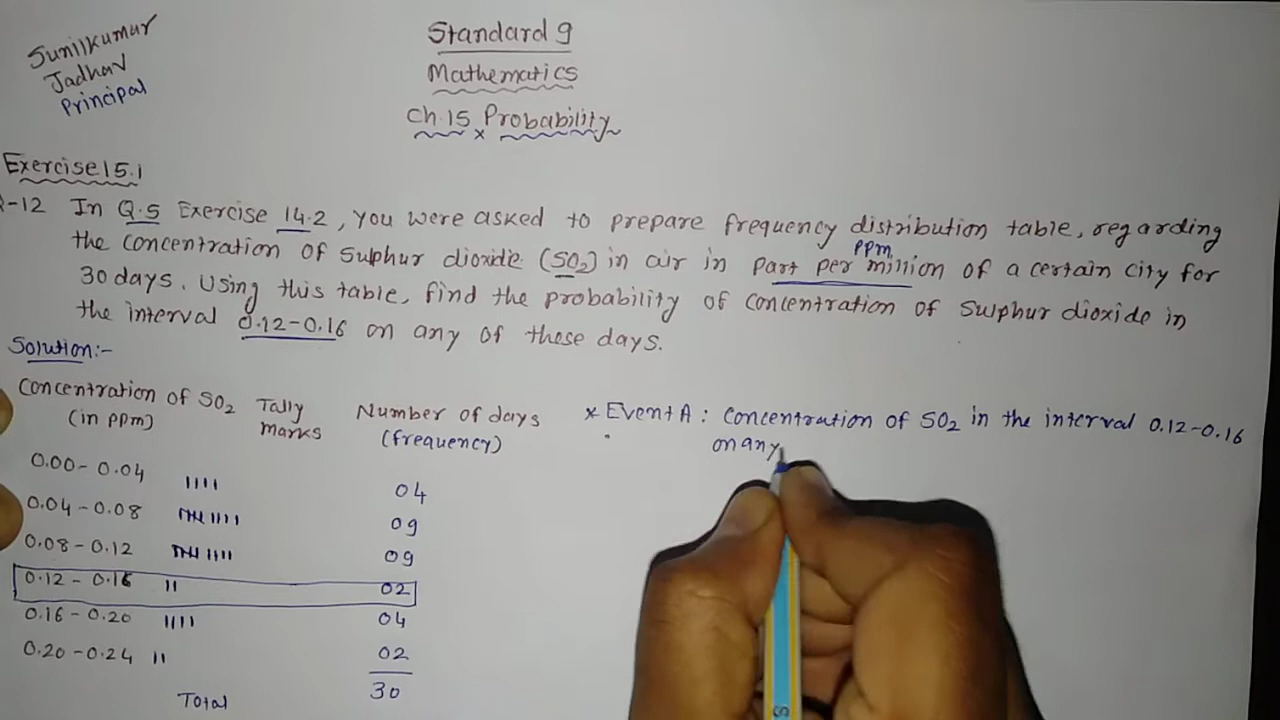 Sunilkumar
Jadhav
Principal
Standard 9
Mathematics
Ch.15 Probability
x
Exercise 15.1
-12 In Q.5 Exercise 14.2, you were asked to prepare frequency distribution table, regarding
PPM
the concentration of Sulphur dioxide (SO2) in air in part per million of a certain city for
30 days. Using this table, find the probability of concentration of Sulphur dioxide in
the interval 0.12-0.16 on any of these days.
Solution:-
Concentration of SO2 Tally Number of days
(in ppm) marks (frequency)
0.00-0.04 |||| 04
0.04-0.08 𝍸 |||| 09
0.08-0.12 𝍸 |||| 09
0.12-0.16 || 02
0.16-0.20 |||| 04
0.20-0.24 || 02
Total 30
* Event A : Concentration of SO2 in the interval 0.12-0.16
on any
S